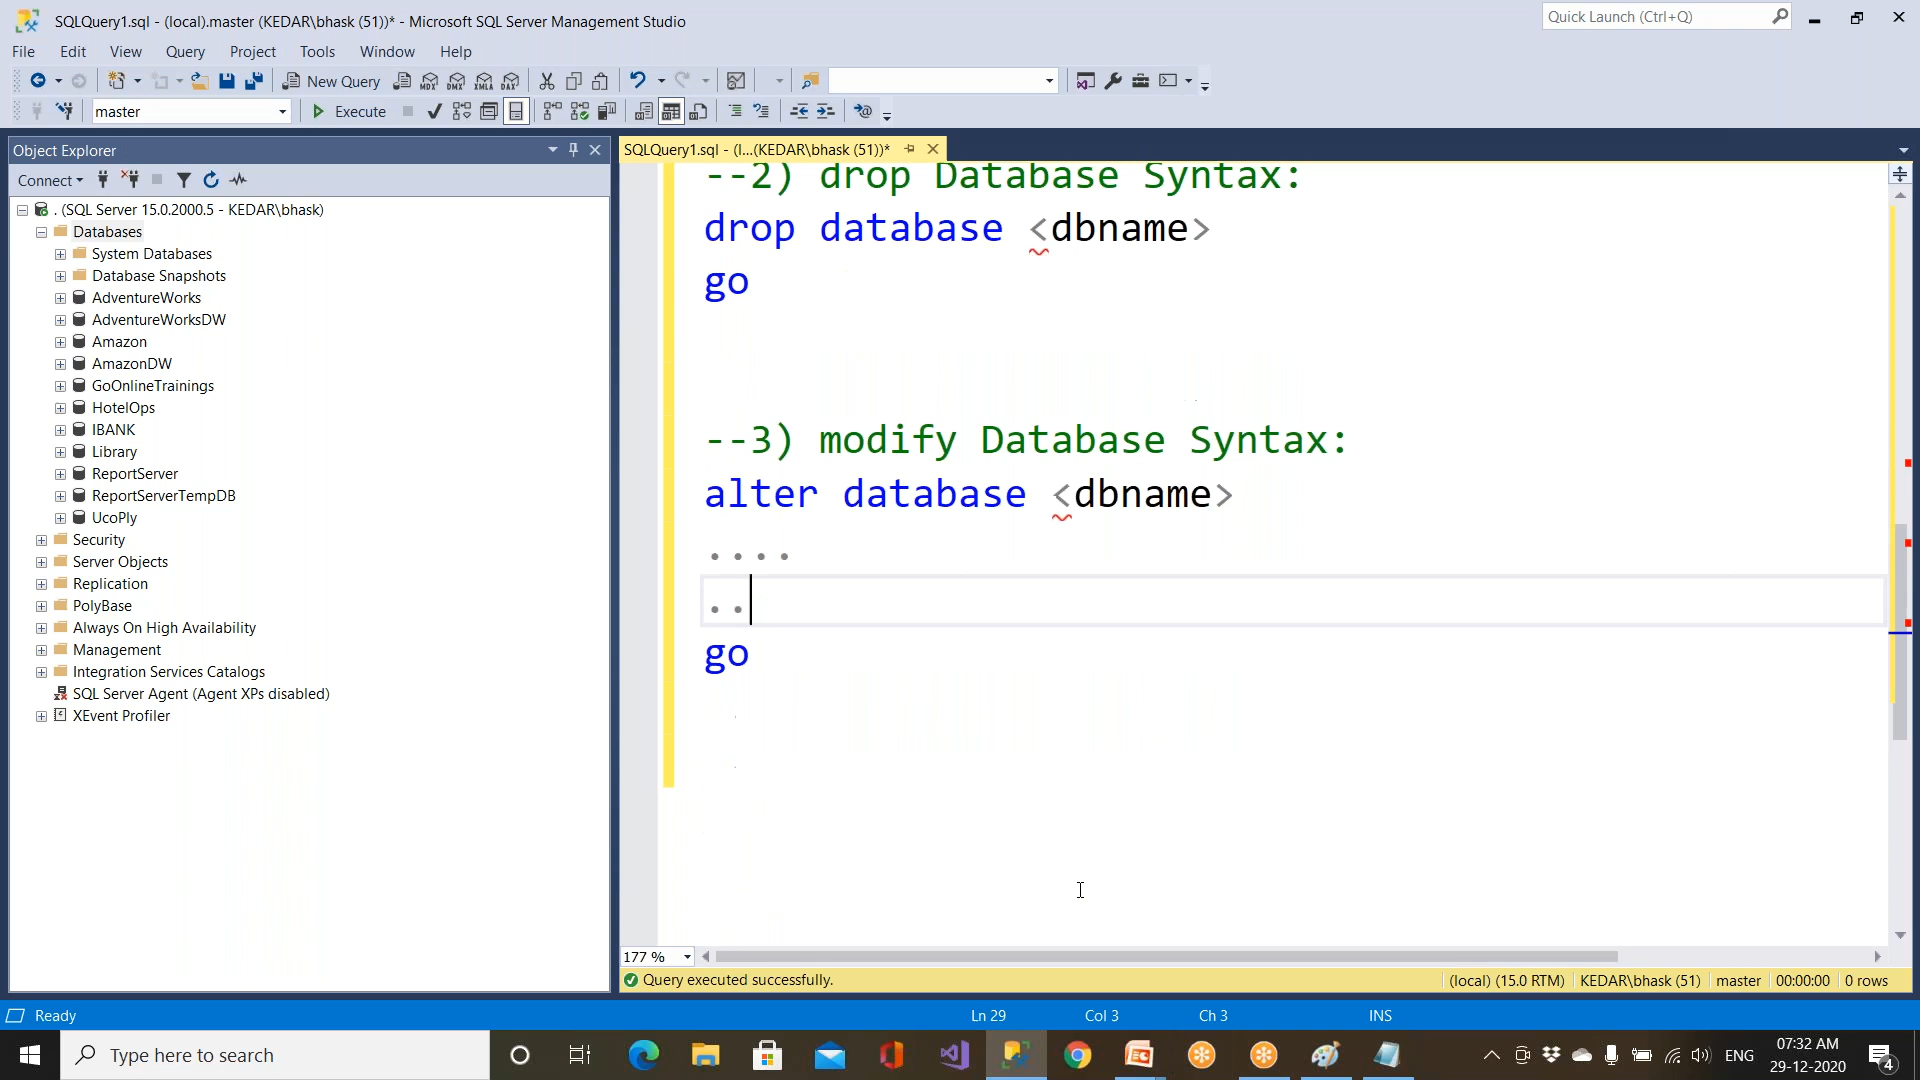 SQLQuery1.sql - (local).master (KEDAR\bhask (51))* - Microsoft SQL Server Management Studio
Quick Launch (Ctrl+Q)
File Edit View Query Project Tools Window Help
New Query MDX DMX XMLA DAX
master Execute
Object Explorer
SQLQuery1.sql - (l...(KEDAR\bhask (51))*
Connect
. (SQL Server 15.0.2000.5 - KEDAR\bhask)
Databases
System Databases
Database Snapshots
AdventureWorks
AdventureWorksDW
Amazon
AmazonDW
GoOnlineTrainings
HotelOps
IBANK
Library
ReportServer
ReportServerTempDB
UcoPly
Security
Server Objects
Replication
PolyBase
Always On High Availability
Management
Integration Services Catalogs
SQL Server Agent (Agent XPs disabled)
XEvent Profiler
--2) drop Database Syntax:
drop database <dbname>
go
--3) modify Database Syntax:
alter database <dbname>
....
..
go
177 %
Query executed successfully.
(local) (15.0 RTM) KEDAR\bhask (51) master 00:00:00 0 rows
Ready
Ln 29 Col 3 Ch 3 INS
Type here to search
ENG
07:32 AM
29-12-2020
4